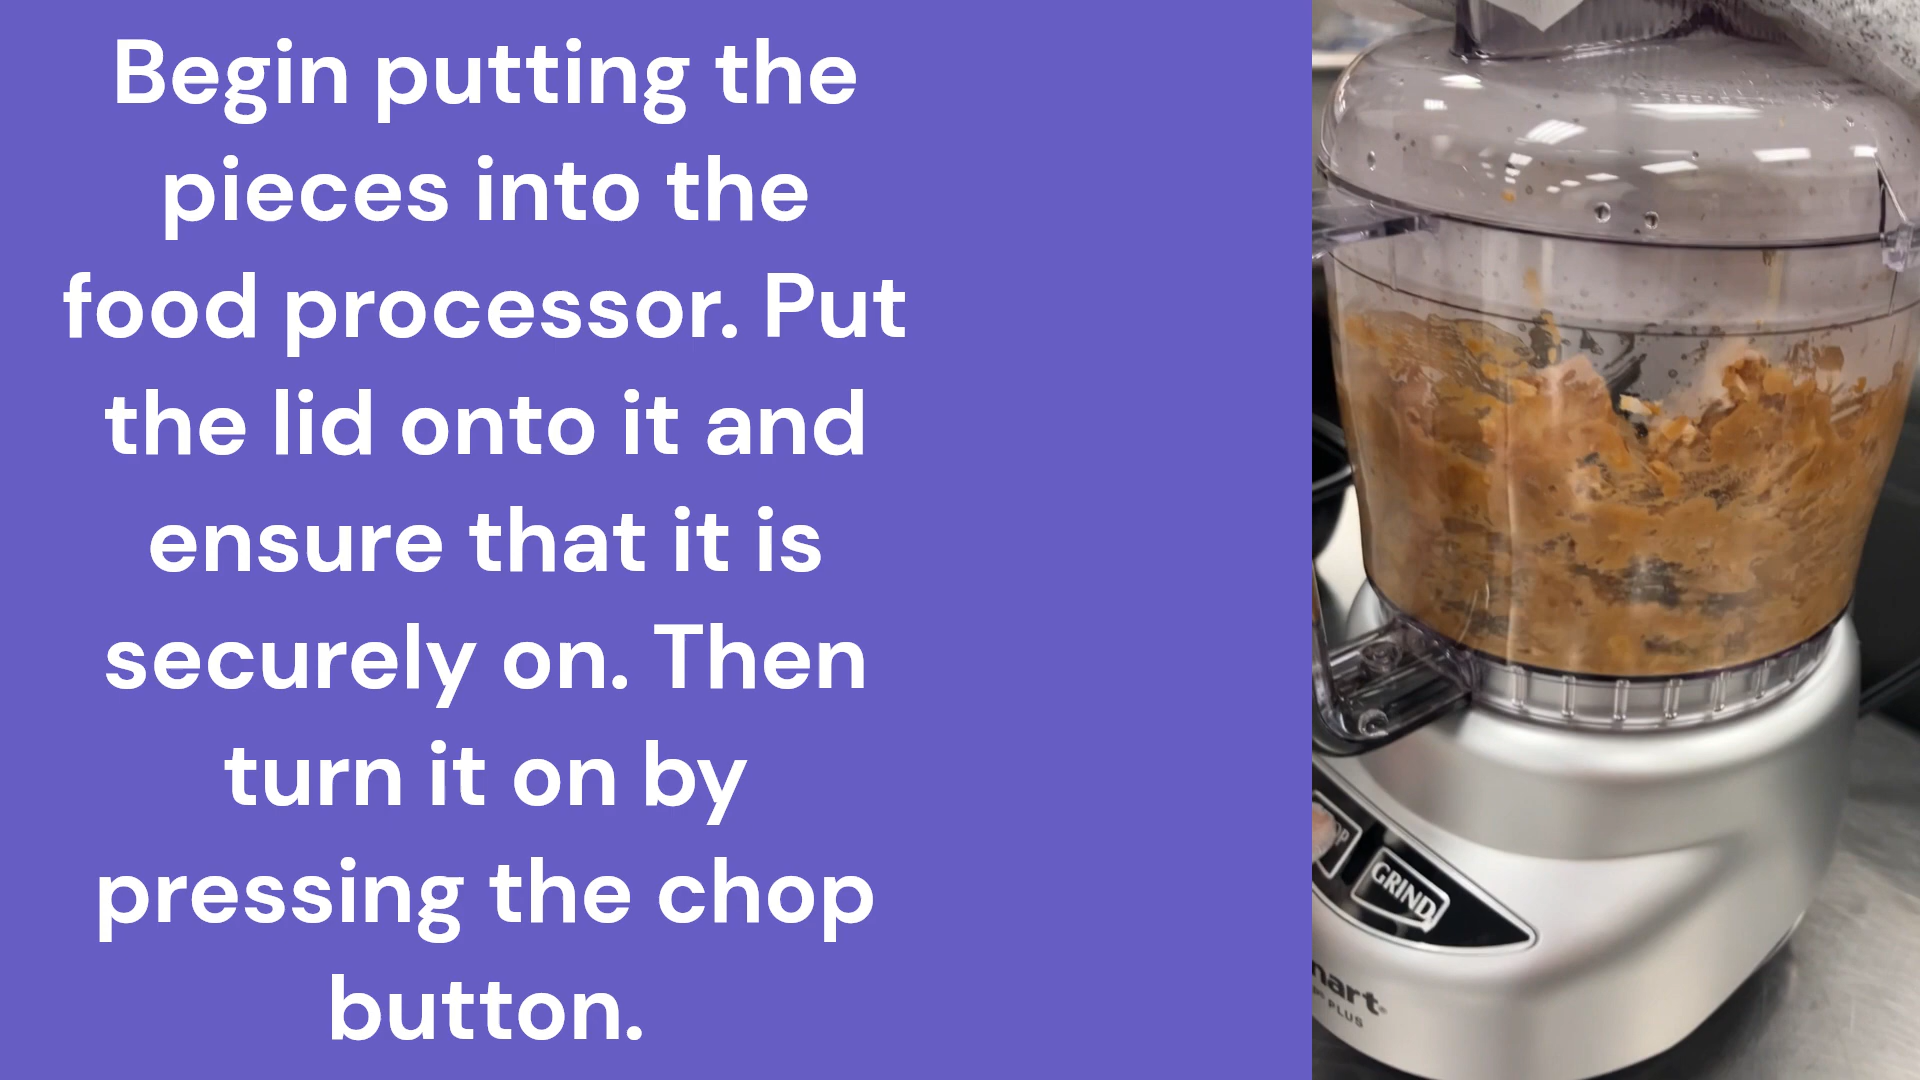 Begin putting the
pieces into the
food processor. Put
the lid onto it and
ensure that it is
securely on. Then
turn it on by
pressing the chop
button.
GRIND
PLUS